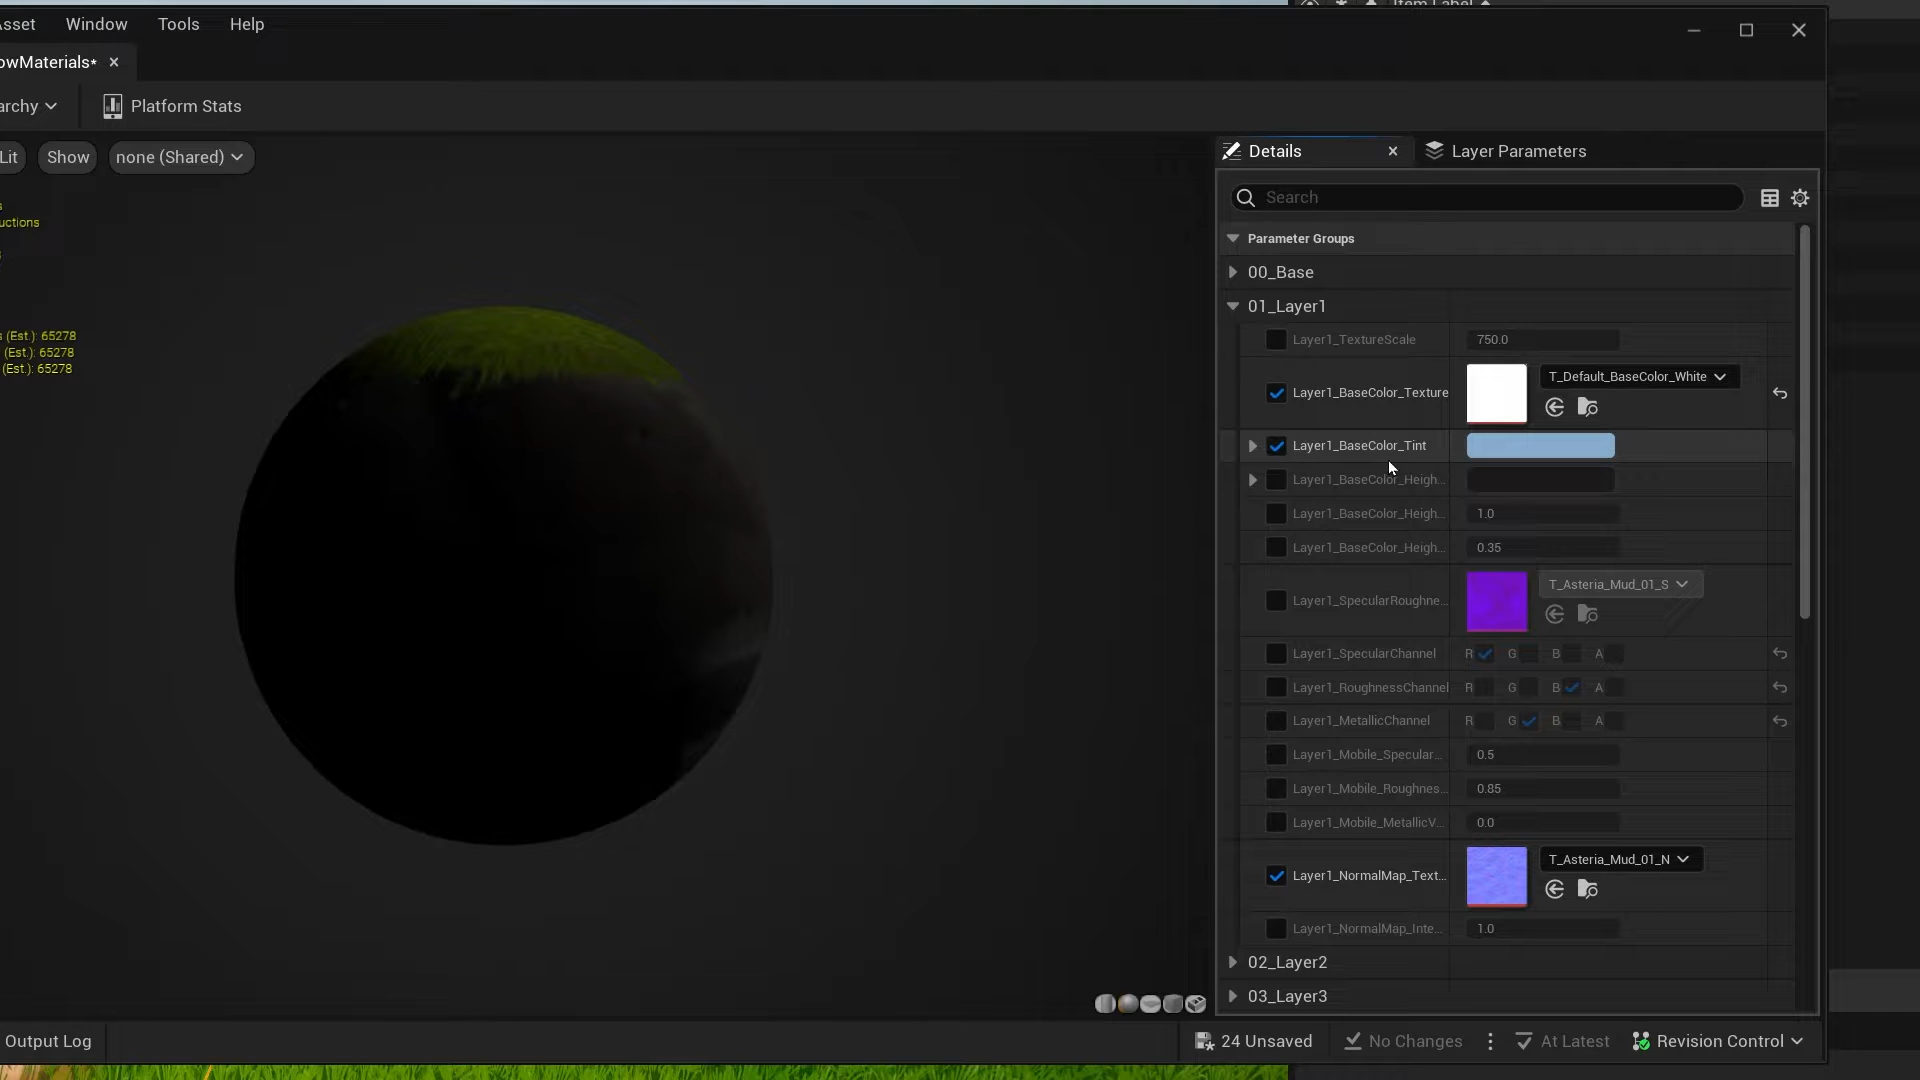 Item Label
Asset Window Tools Help
owMaterials*
archy
Platform Stats
Lit
Show
none (Shared)
s
uctions
s (Est.): 65278
(Est.): 65278
(Est.): 65278
Details
Layer Parameters
Search
Parameter Groups
00_Base
01_Layer1
Layer1_TextureScale 750.0
Layer1_BaseColor_Texture T_Default_BaseColor_White
Layer1_BaseColor_Tint
Layer1_BaseColor_Heigh...
Layer1_BaseColor_Heigh... 1.0
Layer1_BaseColor_Heigh... 0.35
Layer1_SpecularRoughne... T_Asteria_Mud_01_S
Layer1_SpecularChannel R G B A
Layer1_RoughnessChannel R G B A
Layer1_MetallicChannel R G B A
Layer1_Mobile_Specular... 0.5
Layer1_Mobile_Roughnes... 0.85
Layer1_Mobile_MetallicV... 0.0
Layer1_NormalMap_Text... T_Asteria_Mud_01_N
Layer1_NormalMap_Inte... 1.0
02_Layer2
03_Layer3
Output Log
24 Unsaved
No Changes
At Latest
Revision Control